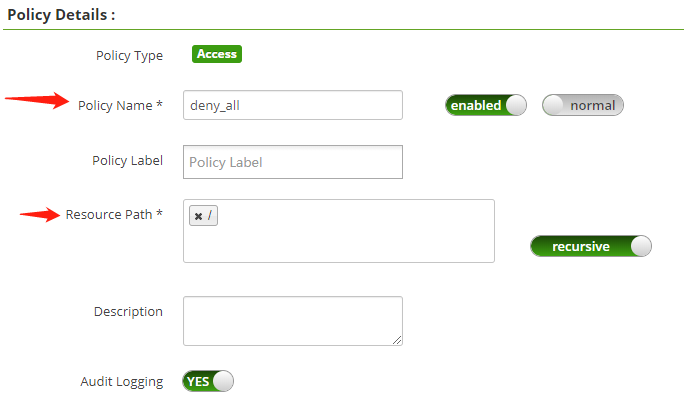 Policy Details :
Policy Type Access
Policy Name * deny_all enabled normal
Policy Label Policy Label
Resource Path * ✖ /
recursive
Description
Audit Logging YES